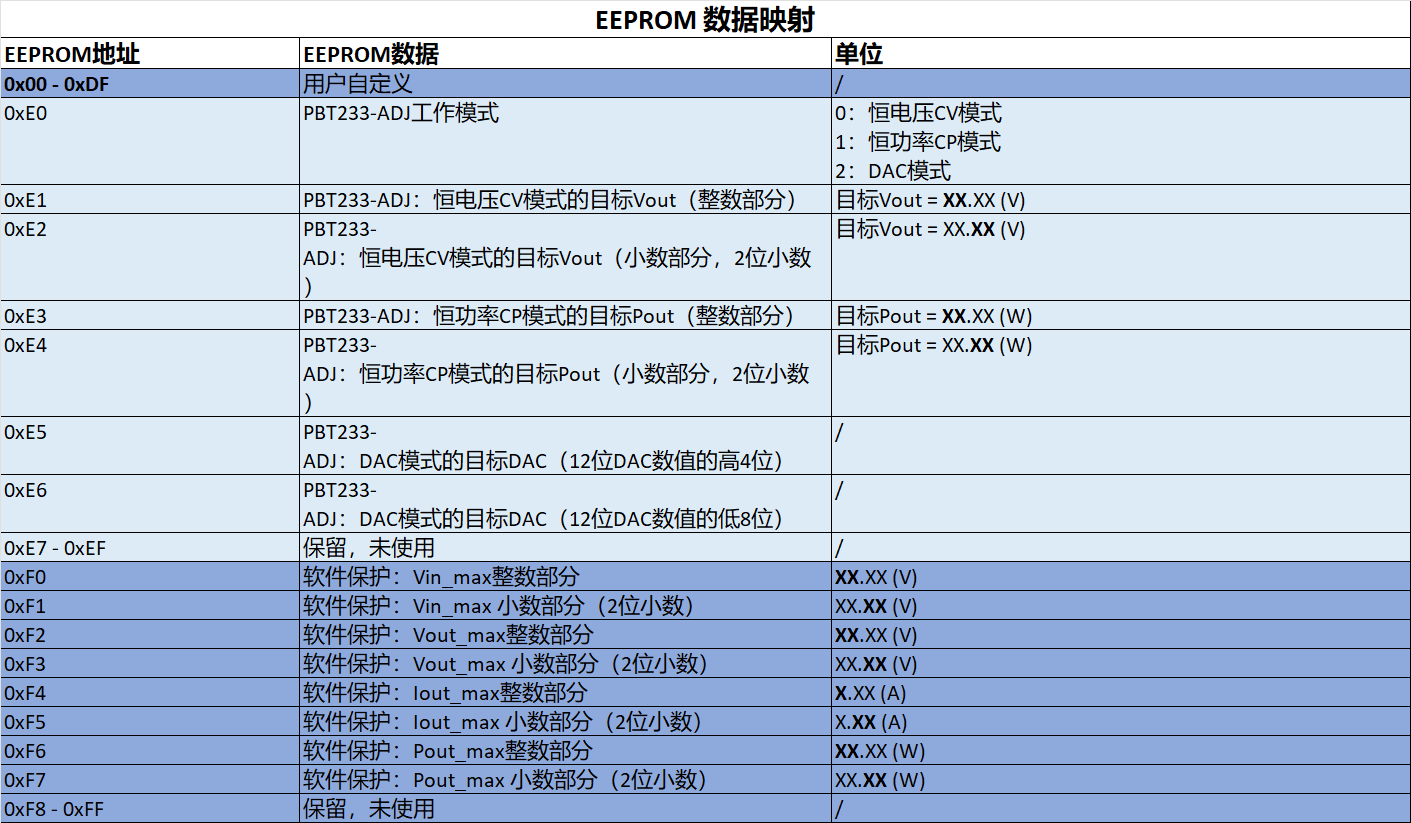 EEPROM 数据映射
EEPROM地址 EEPROM数据 单位
0x00 - 0xDF 用户自定义 /
0xE0 PBT233-ADJ工作模式 0：恒电压CV模式
1：恒功率CP模式
2：DAC模式
0xE1 PBT233-ADJ：恒电压CV模式的目标Vout（整数部分） 目标Vout = XX.XX (V)
0xE2 PBT233- 目标Vout = XX.XX (V)
ADJ：恒电压CV模式的目标Vout（小数部分，2位小数
）
0xE3 PBT233-ADJ：恒功率CP模式的目标Pout（整数部分） 目标Pout = XX.XX (W)
0xE4 PBT233- 目标Pout = XX.XX (W)
ADJ：恒功率CP模式的目标Pout（小数部分，2位小数
）
0xE5 PBT233- /
ADJ：DAC模式的目标DAC（12位DAC数值的高4位）
0xE6 PBT233- /
ADJ：DAC模式的目标DAC（12位DAC数值的低8位）
0xE7 - 0xEF 保留，未使用 /
0xF0 软件保护：Vin_max整数部分 XX.XX (V)
0xF1 软件保护：Vin_max 小数部分（2位小数） XX.XX (V)
0xF2 软件保护：Vout_max整数部分 XX.XX (V)
0xF3 软件保护：Vout_max 小数部分（2位小数） XX.XX (V)
0xF4 软件保护：Iout_max整数部分 X.XX (A)
0xF5 软件保护：Iout_max 小数部分（2位小数） X.XX (A)
0xF6 软件保护：Pout_max整数部分 XX.XX (W)
0xF7 软件保护：Pout_max 小数部分（2位小数） XX.XX (W)
0xF8 - 0xFF 保留，未使用 /